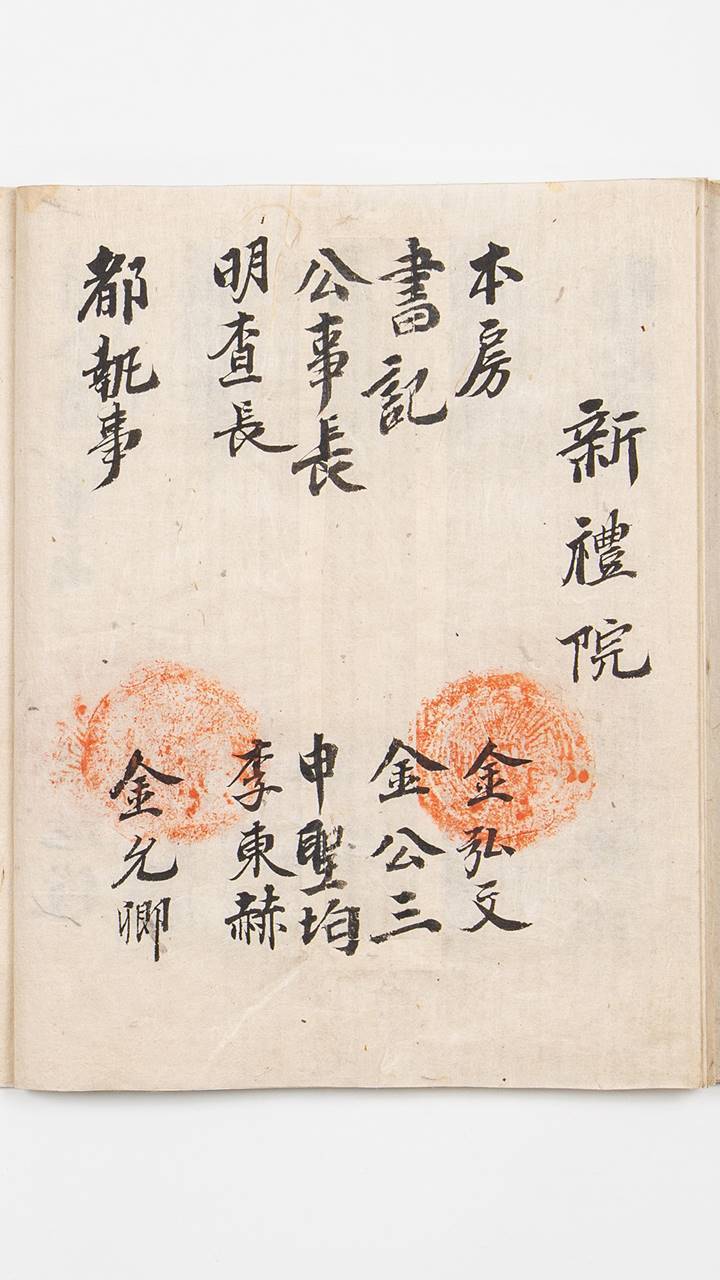 新禮院
本房 金弘文
書記 金公三
公事長 申聖均
明査長 李東赫
都執事 金允卿